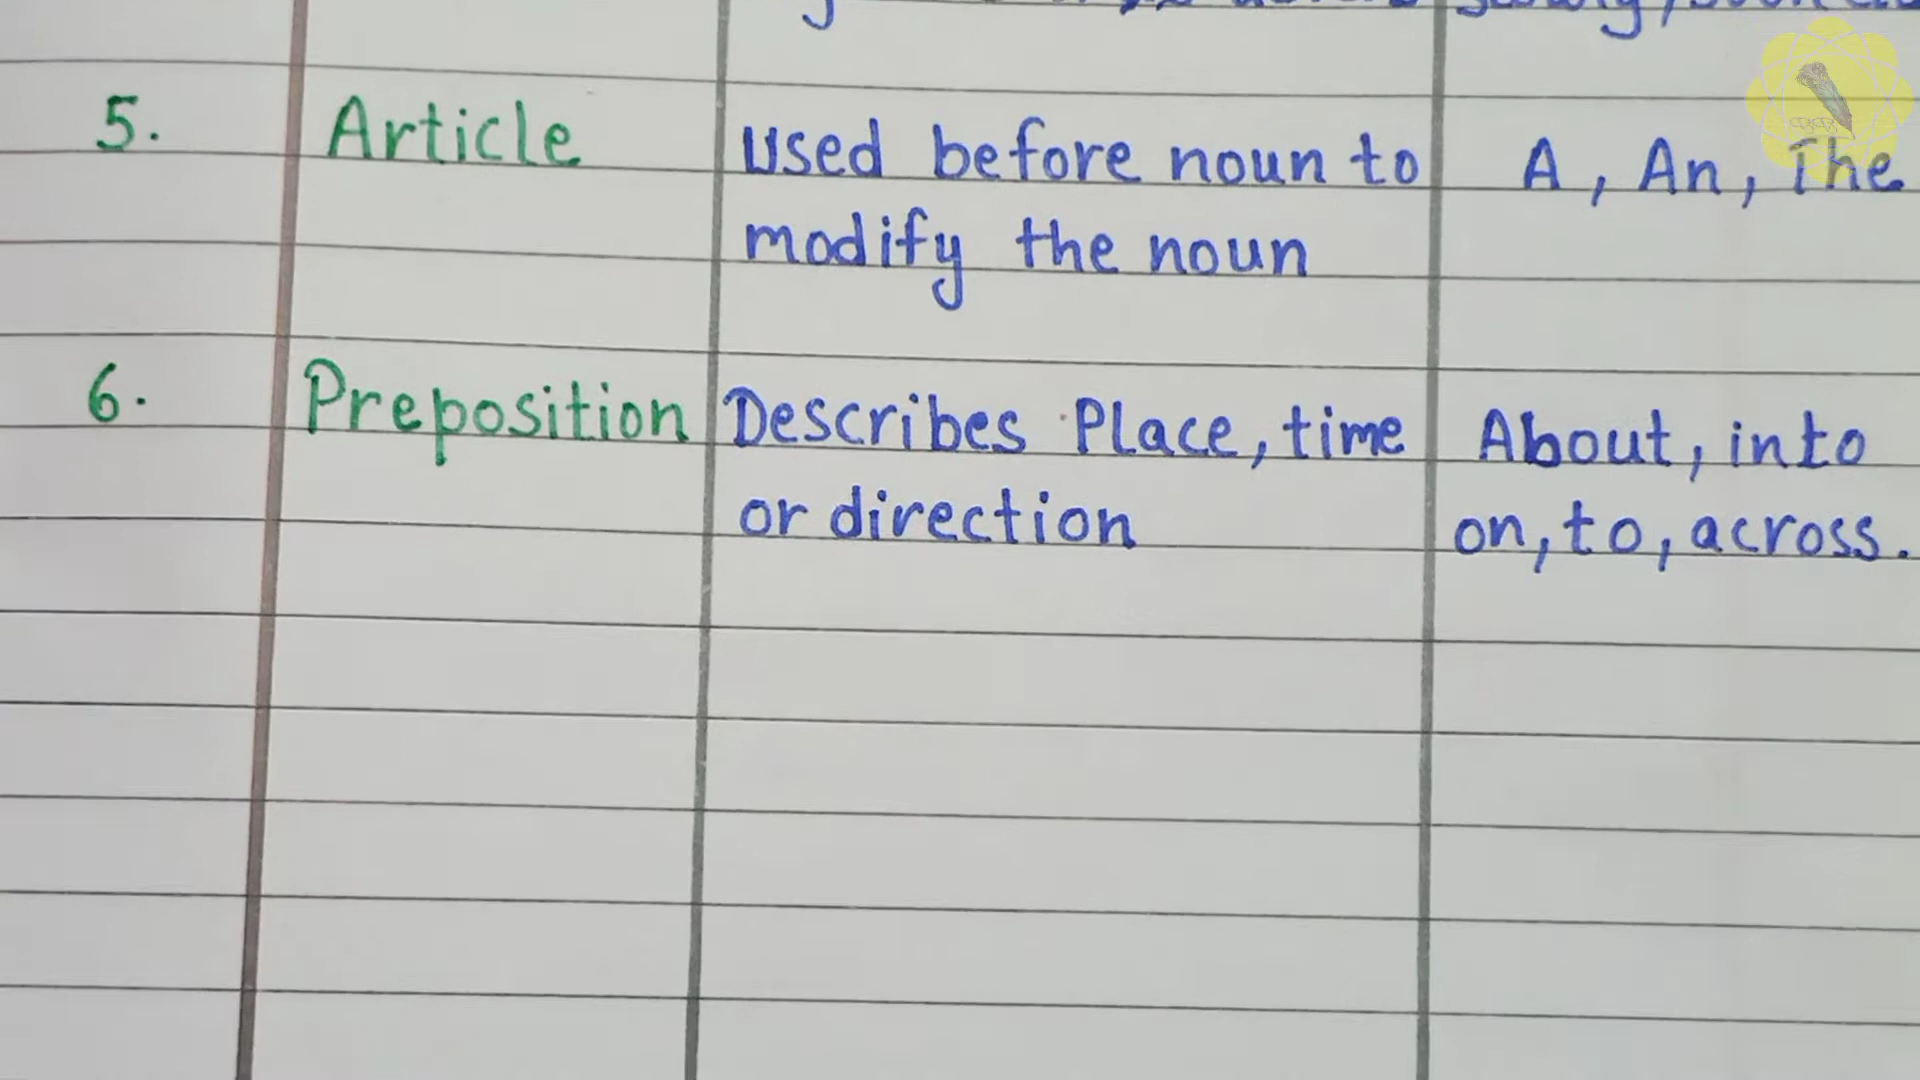 5. Article used before noun to A, An, The
modify the noun
6. Preposition Describes Place, time About, into
or direction on, to, across.